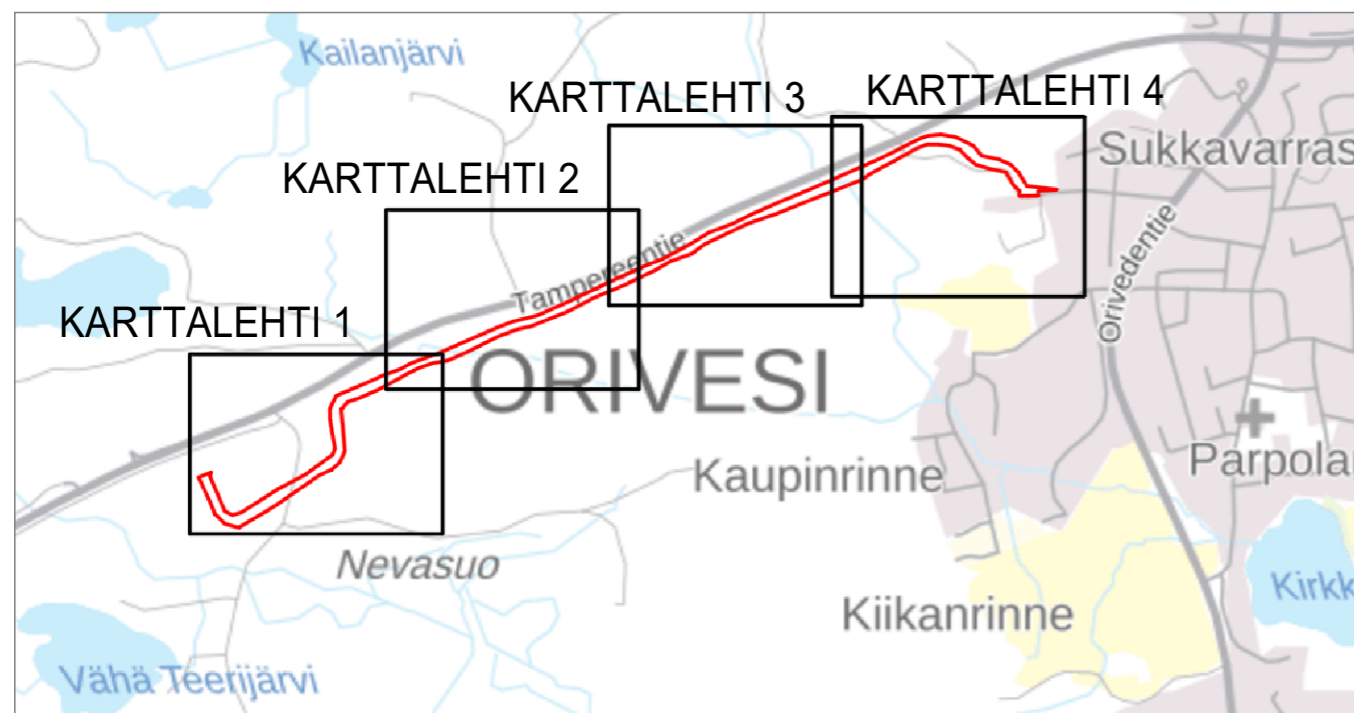 Kailanjärvi
KARTTALEHTI 3
KARTTALEHTI 4
Sukkavarras
KARTTALEHTI 2
Tampereentie
Orivedentie
KARTTALEHTI 1
ORIVESI
Kaupinrinne
Parpola
Nevasuo
Kirkk
Kiikanrinne
Vähä Teerijärvi